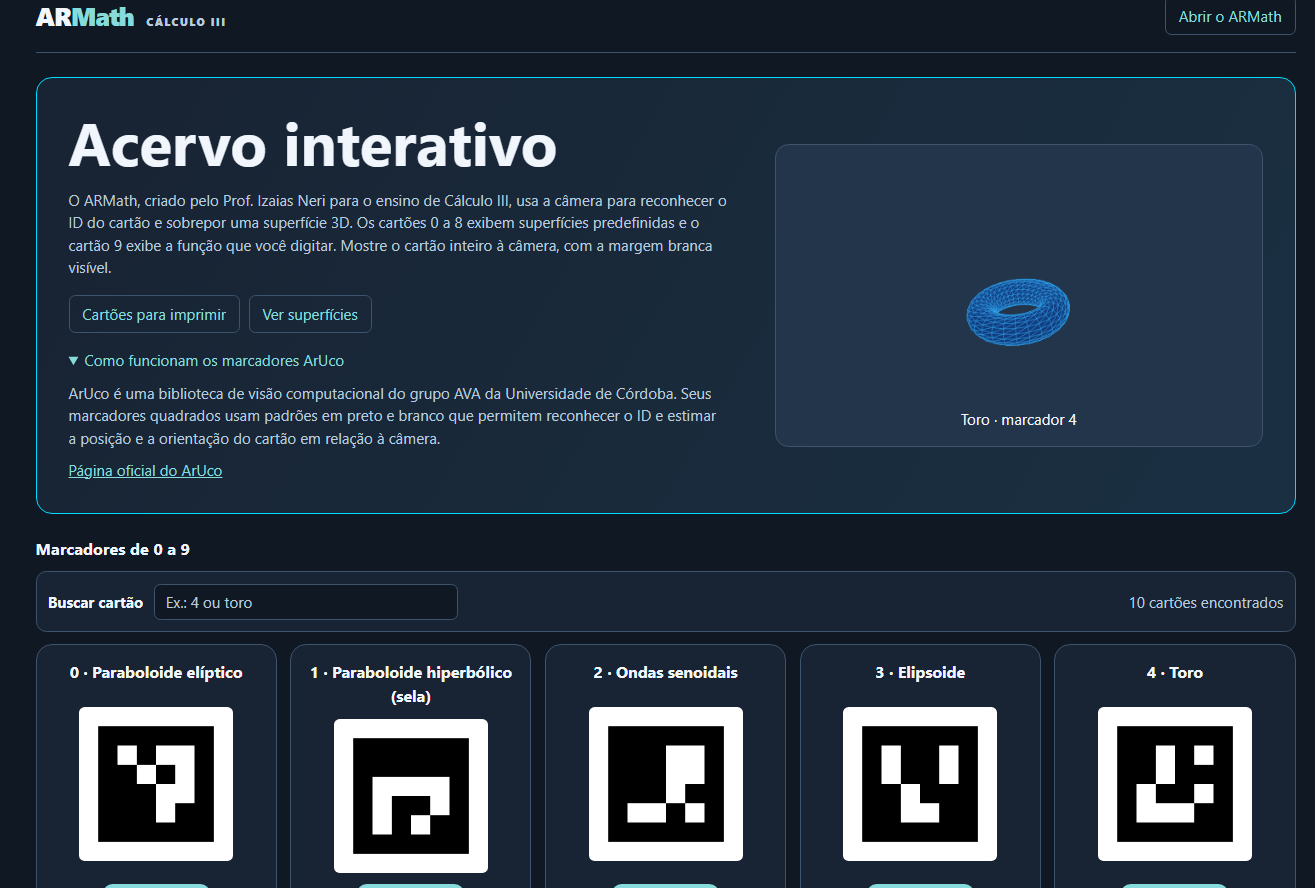 ARMath CÁLCULO III
Abrir o ARMath
Acervo interativo
O ARMath, criado pelo Prof. Izaias Neri para o ensino de Cálculo III, usa a câmera para reconhecer o
ID do cartão e sobrepor uma superfície 3D. Os cartões 0 a 8 exibem superfícies predefinidas e o
cartão 9 exibe a função que você digitar. Mostre o cartão inteiro à câmera, com a margem branca
visível.
Cartões para imprimir
Ver superfícies
▼ Como funcionam os marcadores ArUco
ArUco é uma biblioteca de visão computacional do grupo AVA da Universidade de Córdoba. Seus
marcadores quadrados usam padrões em preto e branco que permitem reconhecer o ID e estimar
a posição e a orientação do cartão em relação à câmera.
Página oficial do ArUco
Toro · marcador 4
Marcadores de 0 a 9
Buscar cartão
Ex.: 4 ou toro
10 cartões encontrados
0 · Paraboloide elíptico
1 · Paraboloide hiperbólico
(sela)
2 · Ondas senoidais
3 · Elipsoide
4 · Toro